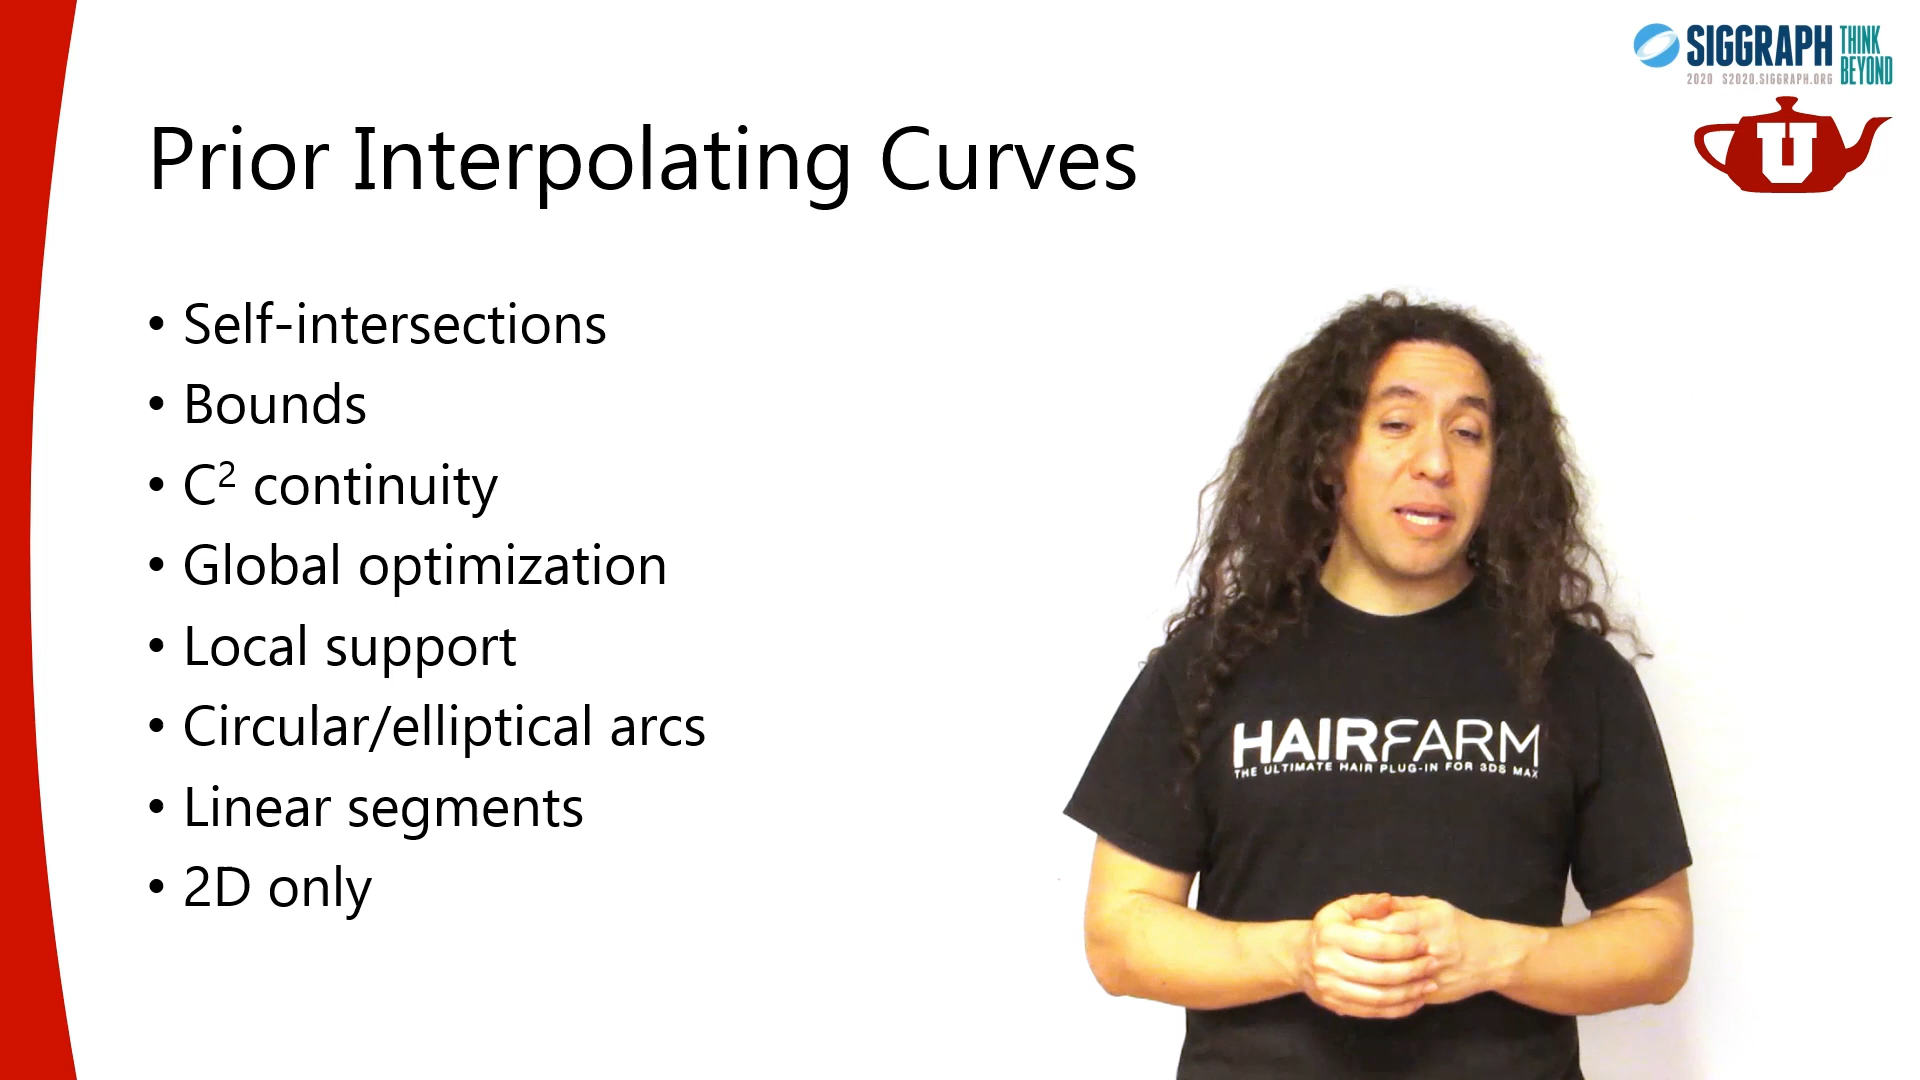 SIGGRAPH THINK BEYOND
2020 S2020.SIGGRAPH.ORG
U
Prior Interpolating Curves
• Self-intersections
• Bounds
• C² continuity
• Global optimization
• Local support
• Circular/elliptical arcs
• Linear segments
• 2D only
HAIRFARM
THE ULTIMATE HAIR PLUG-IN FOR 3DS MAX